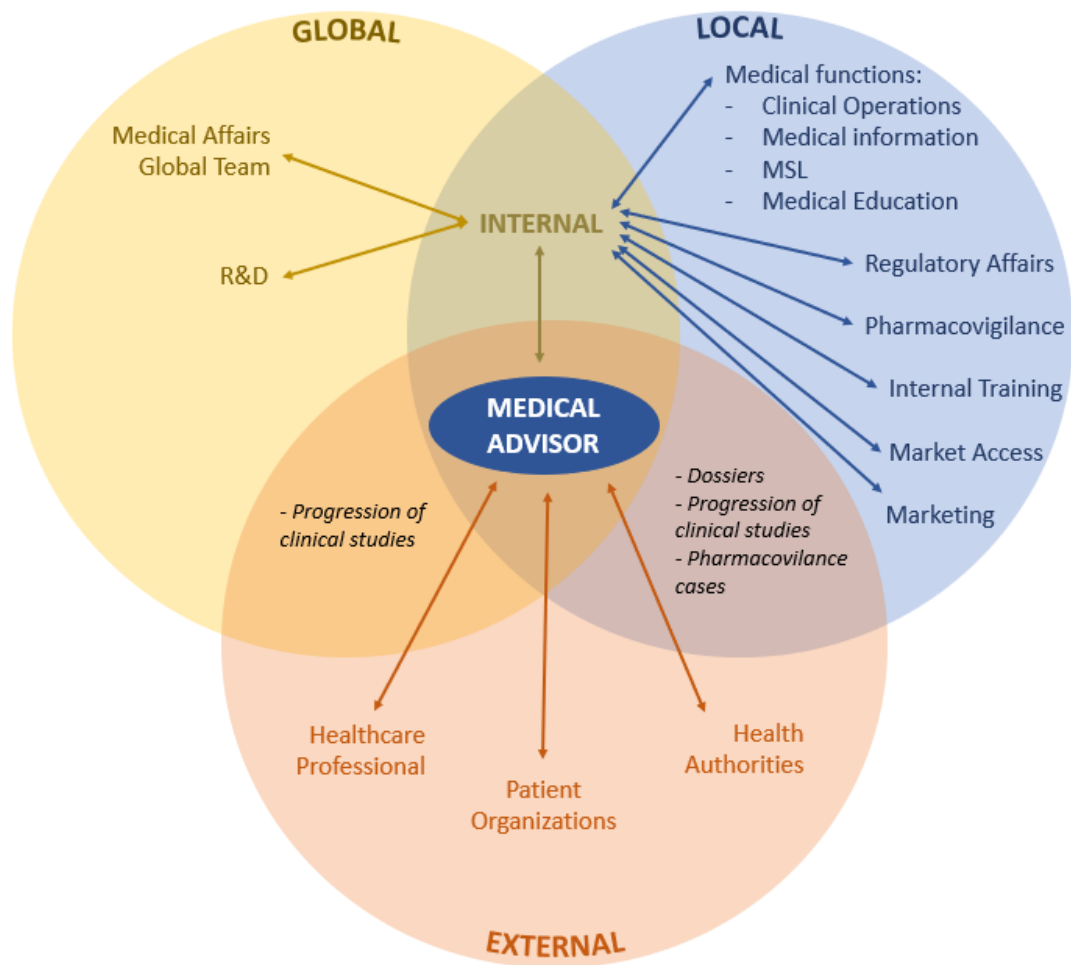 GLOBAL
LOCAL
Medical functions:
- Clinical Operations
- Medical information
- MSL
- Medical Education
Medical Affairs
Global Team
INTERNAL
R&D
Regulatory Affairs
Pharmacovigilance
Internal Training
Market Access
Marketing
MEDICAL
ADVISOR
- Progression of
clinical studies
- Dossiers
- Progression of
clinical studies
- Pharmacovilance
cases
Healthcare
Professional
Patient
Organizations
Health
Authorities
EXTERNAL